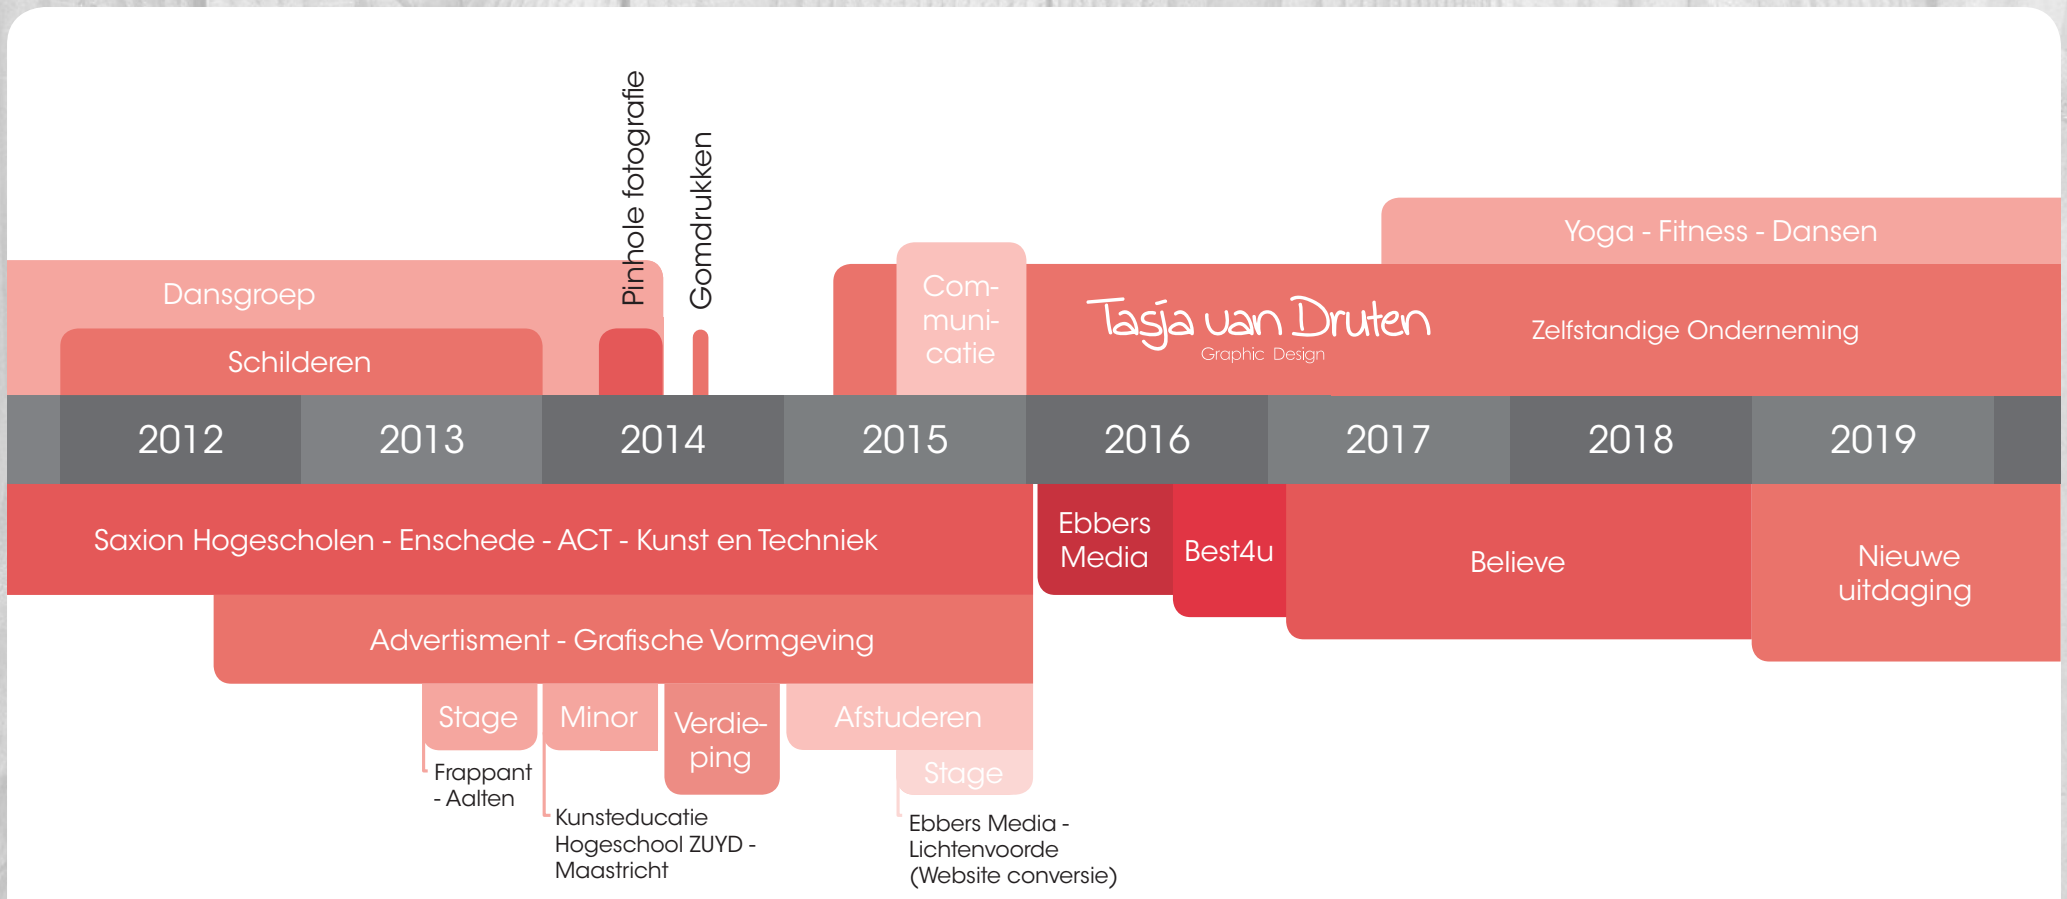 Pinhole fotografie
Gomdrukken
Yoga - Fitness - Dansen
Dansgroep
Schilderen
Com-
muni-
catie
Tasja van Druten
Graphic Design
Zelfstandige Onderneming
2012
2013
2014
2015
2016
2017
2018
2019
Saxion Hogescholen - Enschede - ACT - Kunst en Techniek
Ebbers
Media
Best4u
Believe
Nieuwe
uitdaging
Advertisment - Grafische Vormgeving
Stage
Minor
Verdie-
ping
Afstuderen
Stage
Frappant
- Aalten
Kunsteducatie
Hogeschool ZUYD -
Maastricht
Ebbers Media -
Lichtenvoorde
(Website conversie)